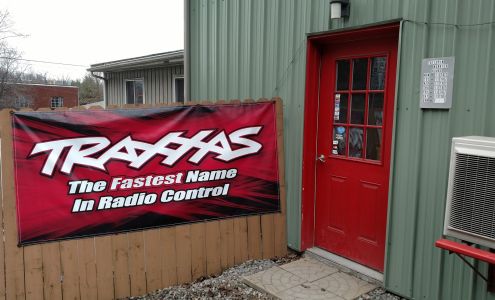 TRAXXAS
The Fastest Name
In Radio Control